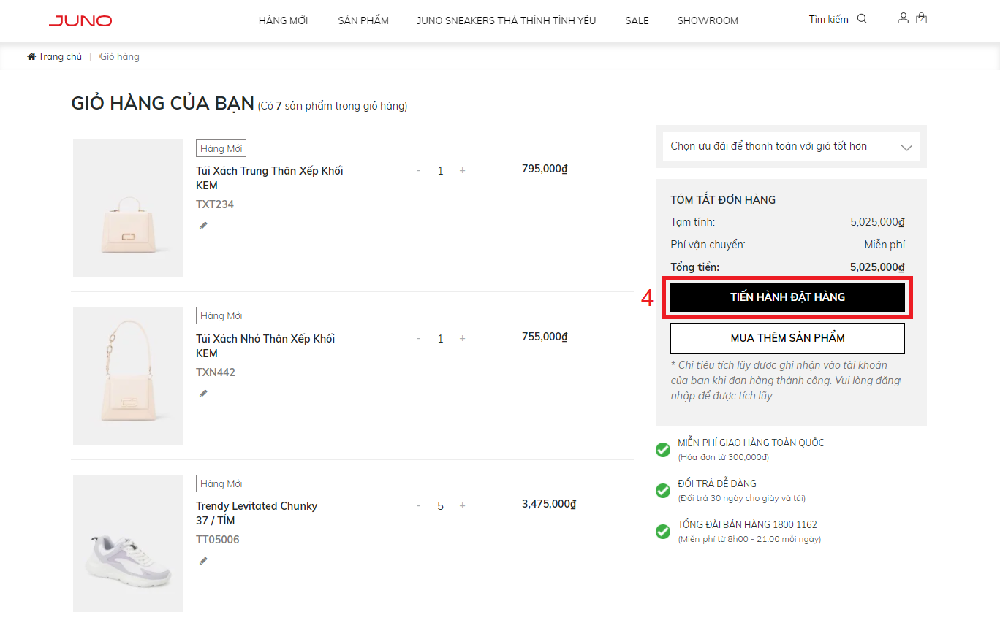 JUNO
HÀNG MỚI
SẢN PHẨM
JUNO SNEAKERS THẢ THÍNH TÌNH YÊU
SALE
SHOWROOM
Tìm kiếm
7
Trang chủ | Giỏ hàng
GIỎ HÀNG CỦA BẠN (Có 7 sản phẩm trong giỏ hàng)
Hàng Mới
Túi Xách Trung Thân Xếp Khối
KEM
TXT234
- 1 +
795,000₫
Hàng Mới
Túi Xách Nhỏ Thân Xếp Khối
KEM
TXN442
- 1 +
755,000₫
Hàng Mới
Trendy Levitated Chunky
37 / TÍM
TT05006
- 5 +
3,475,000₫
Chọn ưu đãi để thanh toán với giá tốt hơn
TÓM TẮT ĐƠN HÀNG
Tạm tính: 5,025,000₫
Phí vận chuyển: Miễn phí
Tổng tiền: 5,025,000₫
4
TIẾN HÀNH ĐẶT HÀNG
MUA THÊM SẢN PHẨM
* Chi tiêu tích lũy được ghi nhận vào tài khoản
của bạn khi đơn hàng thành công. Vui lòng đăng
nhập để được tích lũy.
MIỄN PHÍ GIAO HÀNG TOÀN QUỐC
(Hóa đơn từ 300,000đ)
ĐỔI TRẢ DỄ DÀNG
(Đổi trả 30 ngày cho giày và túi)
TỔNG ĐÀI BÁN HÀNG 1800 1162
(Miễn phí từ 8h00 - 21:00 mỗi ngày)